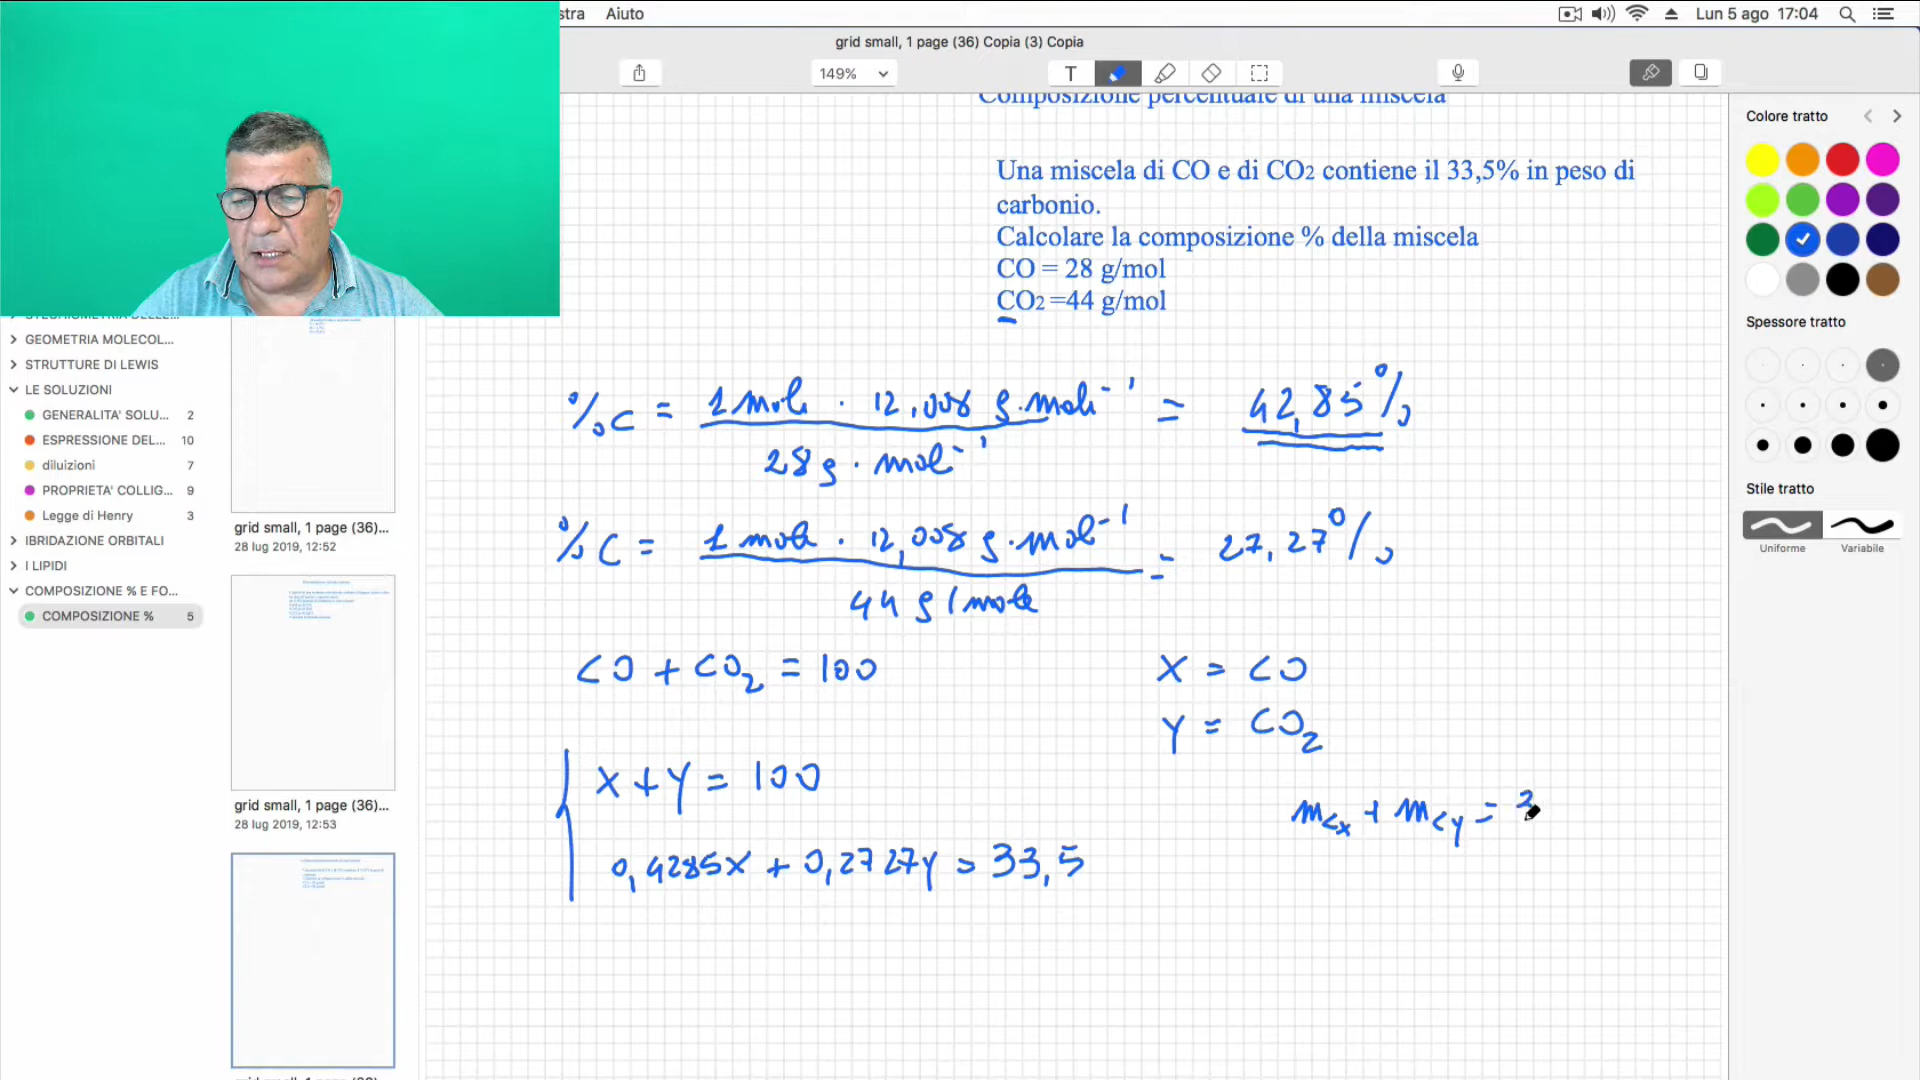 stra Aiuto Lun 5 ago 17:04
grid small, 1 page (36) Copia (3) Copia
149% T
Composizione percentuale di una miscela
Una miscela di CO e di CO2 contiene il 33,5% in peso di
carbonio.
Calcolare la composizione % della miscela
CO = 28 g/mol
CO2 =44 g/mol
% C = 1 mole · 12,008 g·mole⁻¹ / 28 g · mol⁻¹ = 42,85%
% C = 1 mole · 12,008 g·mol⁻¹ / 44 g/mole = 27,27%
CO + CO₂ = 100
X = CO
Y = CO₂
X + Y = 100
0,4285X + 0,2727Y = 33,5
mcx + mcy = 3
GEOMETRIA MOLECOL...
STRUTTURE DI LEWIS
LE SOLUZIONI
GENERALITA' SOLU... 2
ESPRESSIONE DEL... 10
diluizioni 7
PROPRIETA' COLLIG... 9
Legge di Henry 3
IBRIDAZIONE ORBITALI
I LIPIDI
COMPOSIZIONE % E FO...
COMPOSIZIONE % 5
grid small, 1 page (36)...
28 lug 2019, 12:52
grid small, 1 page (36)...
28 lug 2019, 12:53
Colore tratto
Spessore tratto
Stile tratto
Uniforme Variabile